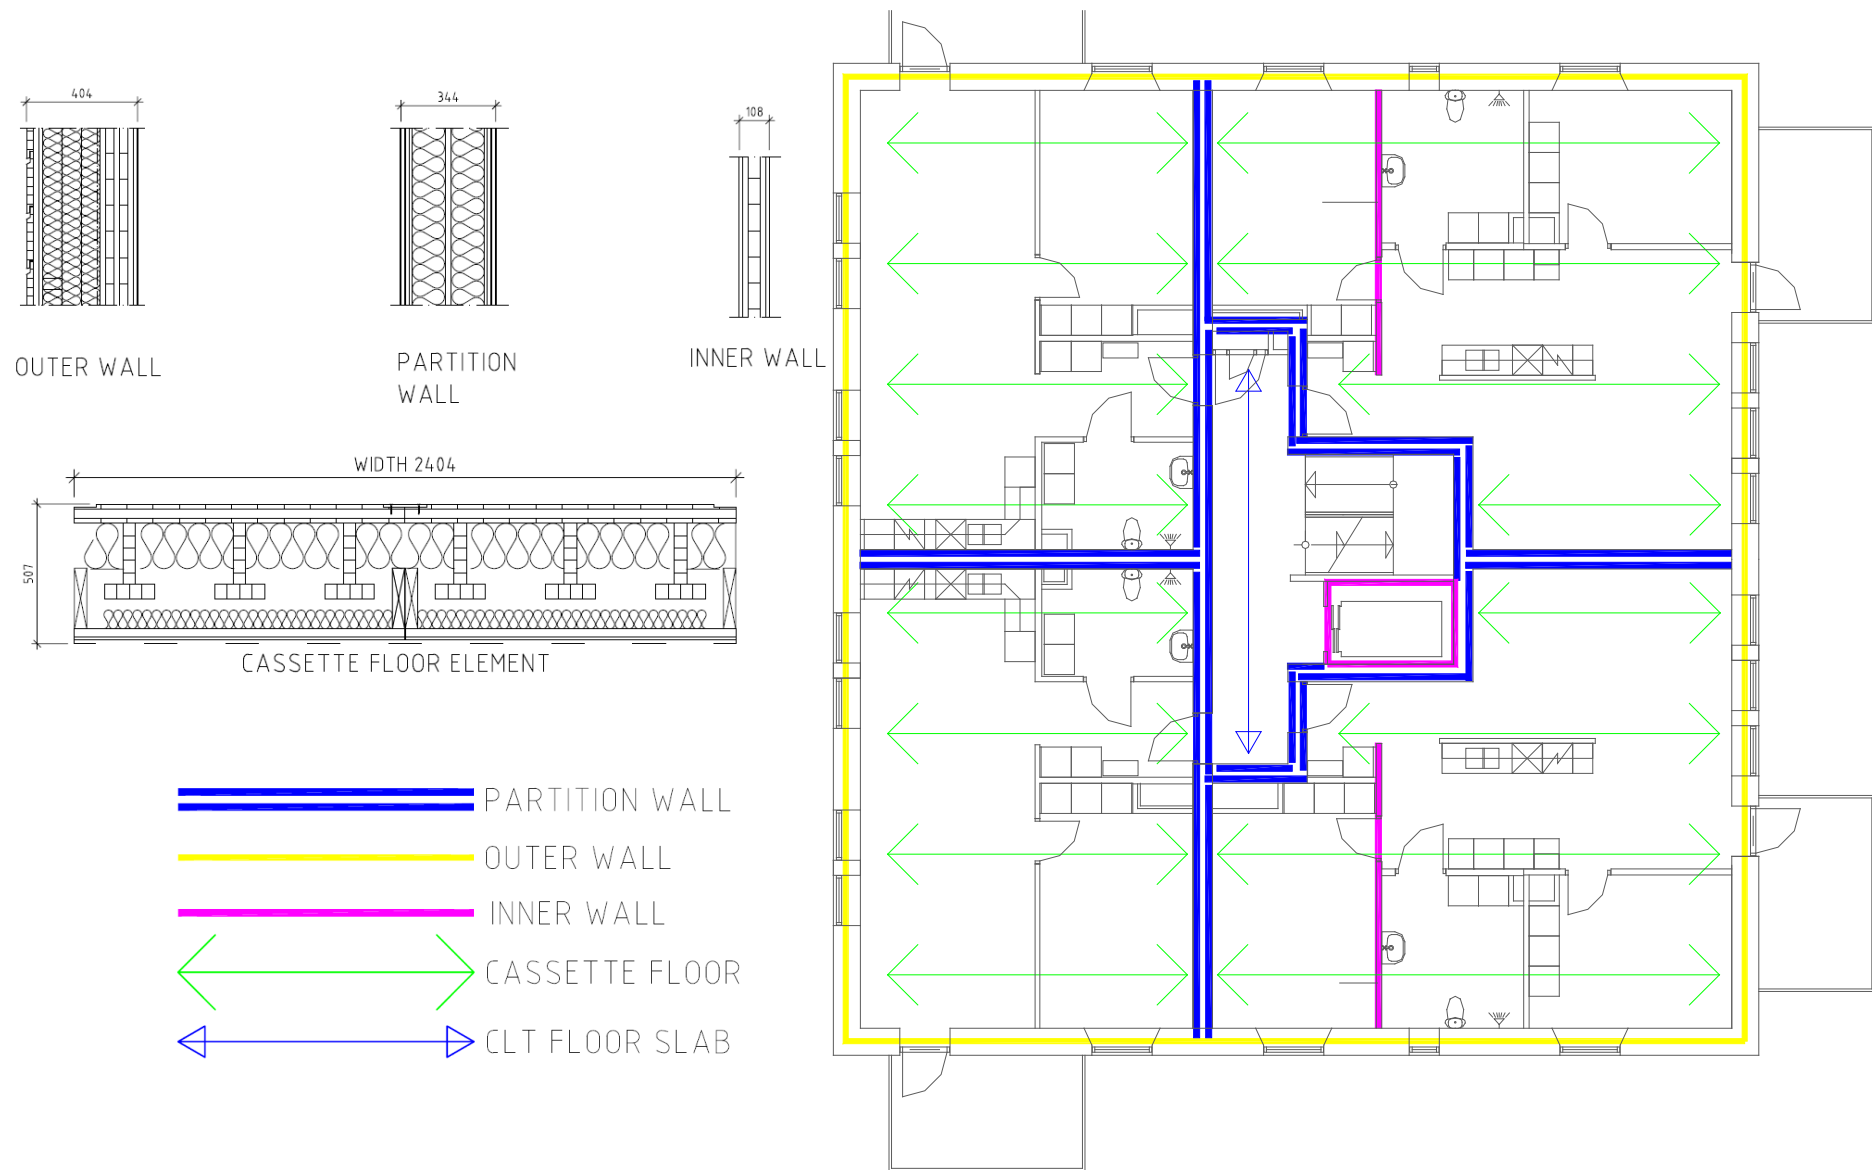 404
344
108
OUTER WALL
PARTITION
WALL
INNER WALL
WIDTH 2404
507
CASSETTE FLOOR ELEMENT
PARTITION WALL
OUTER WALL
INNER WALL
CASSETTE FLOOR
CLT FLOOR SLAB